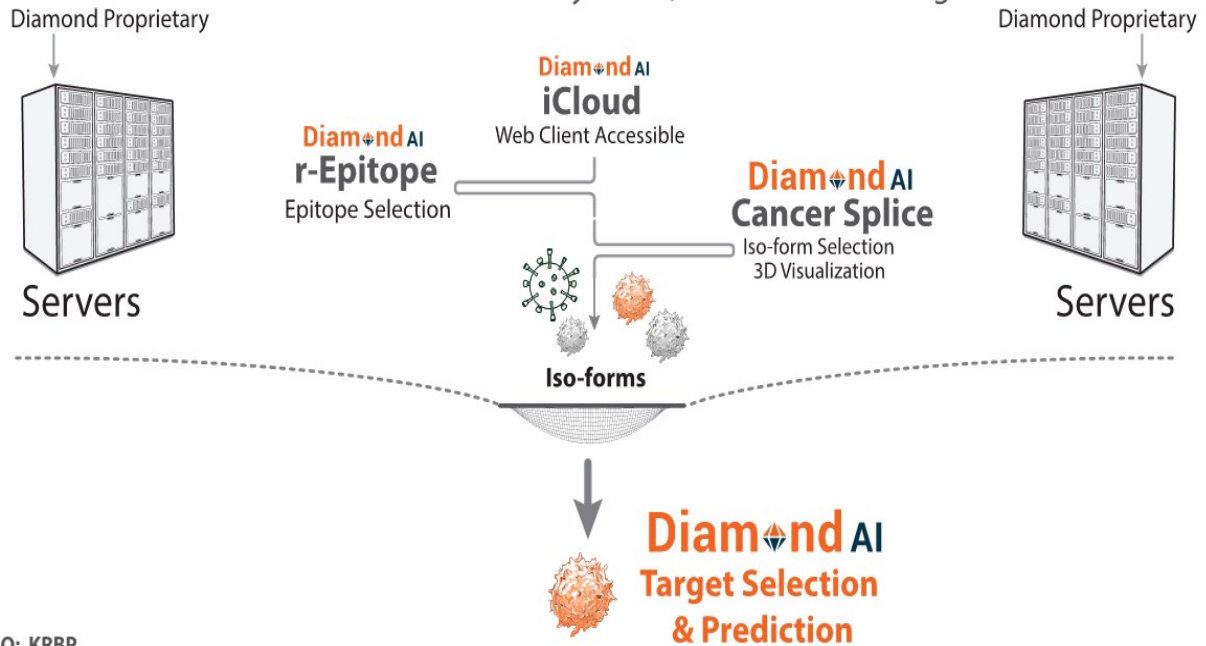 Diamond Proprietary
Diamond Proprietary
Diamond AI
iCloud
Web Client Accessible
Diamond AI
r-Epitope
Epitope Selection
Diamond AI
Cancer Splice
Iso-form Selection
3D Visualization
Servers
Servers
Iso-forms
Diamond AI
Target Selection
& Prediction